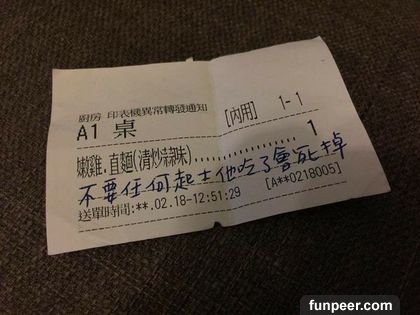 廚房 印表機異常轉發通知
A1 桌 [內用] 1-1
嫩雞.直麵(清炒蒜味)................ 1
不要任何起士他吃了會死掉
送單時間:**.02.18-12:51:29 [A**0218005]
funpeer.com